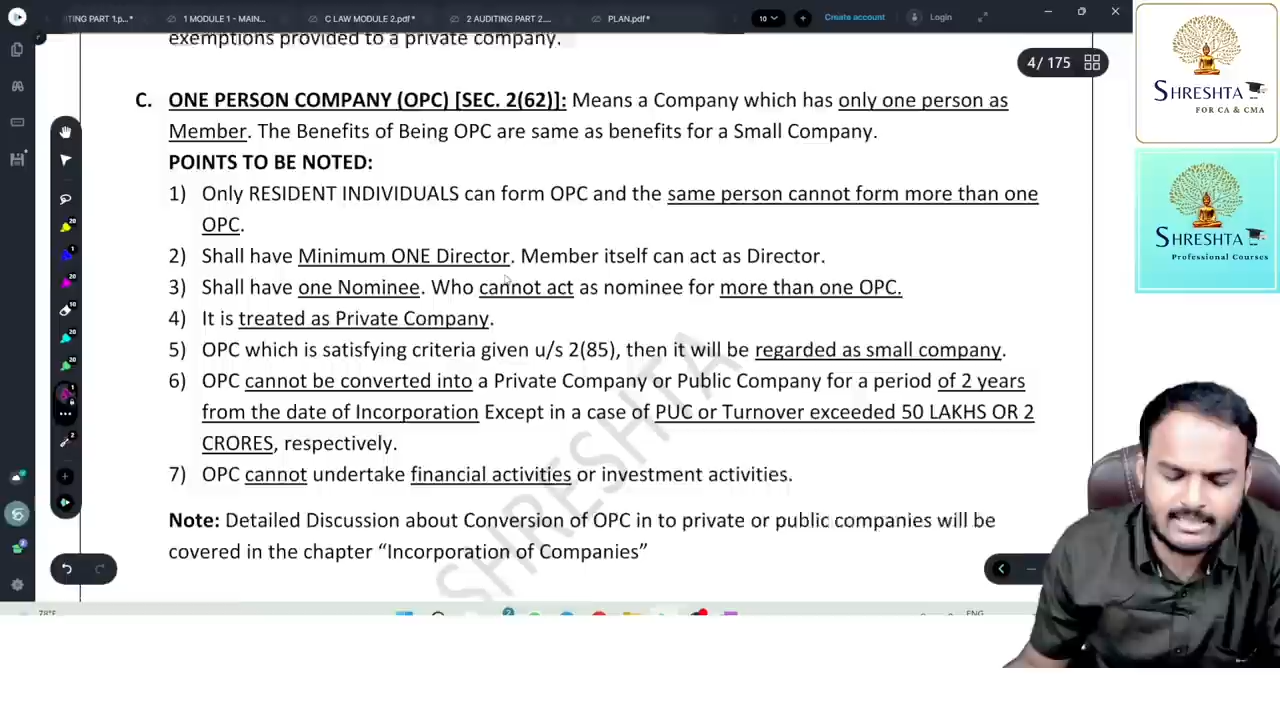 TING PART 1.p...*
1 MODULE 1 - MAIN...
C LAW MODULE 2.pdf*
2 AUDITING PART 2....
PLAN.pdf*
10
Create account
Login
exemptions provided to a private company.
4/175
C. ONE PERSON COMPANY (OPC) [SEC. 2(62)]: Means a Company which has only one person as
Member. The Benefits of Being OPC are same as benefits for a Small Company.
POINTS TO BE NOTED:
1) Only RESIDENT INDIVIDUALS can form OPC and the same person cannot form more than one
OPC.
2) Shall have Minimum ONE Director. Member itself can act as Director.
3) Shall have one Nominee. Who cannot act as nominee for more than one OPC.
4) It is treated as Private Company.
5) OPC which is satisfying criteria given u/s 2(85), then it will be regarded as small company.
6) OPC cannot be converted into a Private Company or Public Company for a period of 2 years
from the date of Incorporation Except in a case of PUC or Turnover exceeded 50 LAKHS OR 2
CRORES, respectively.
7) OPC cannot undertake financial activities or investment activities.
Note: Detailed Discussion about Conversion of OPC in to private or public companies will be
covered in the chapter “Incorporation of Companies”
SHRESHTA
78°F
ENG
SHRESHTA
FOR CA & CMA
SHRESHTA
Professional Courses